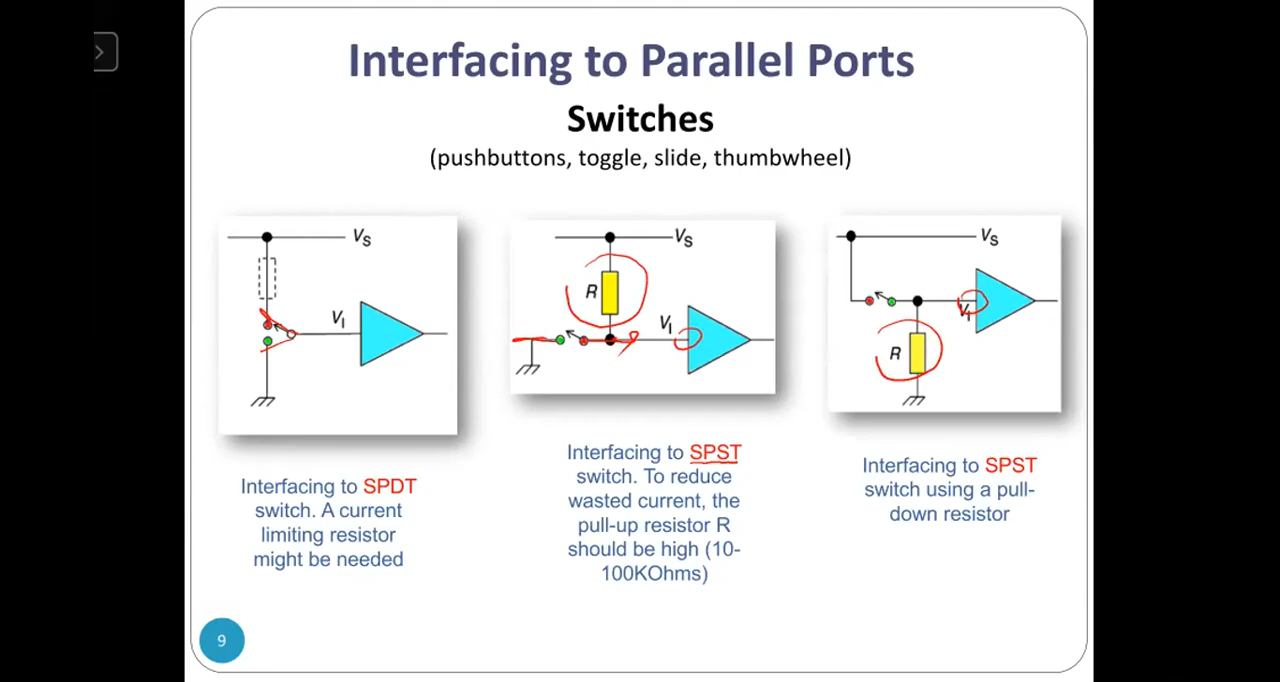 Interfacing to Parallel Ports
Switches
(pushbuttons, toggle, slide, thumbwheel)
VS
VI
VS
R
VI
VS
VI
R
Interfacing to SPDT
switch. A current
limiting resistor
might be needed
Interfacing to SPST
switch. To reduce
wasted current, the
pull-up resistor R
should be high (10-
100KOhms)
Interfacing to SPST
switch using a pull-
down resistor
9